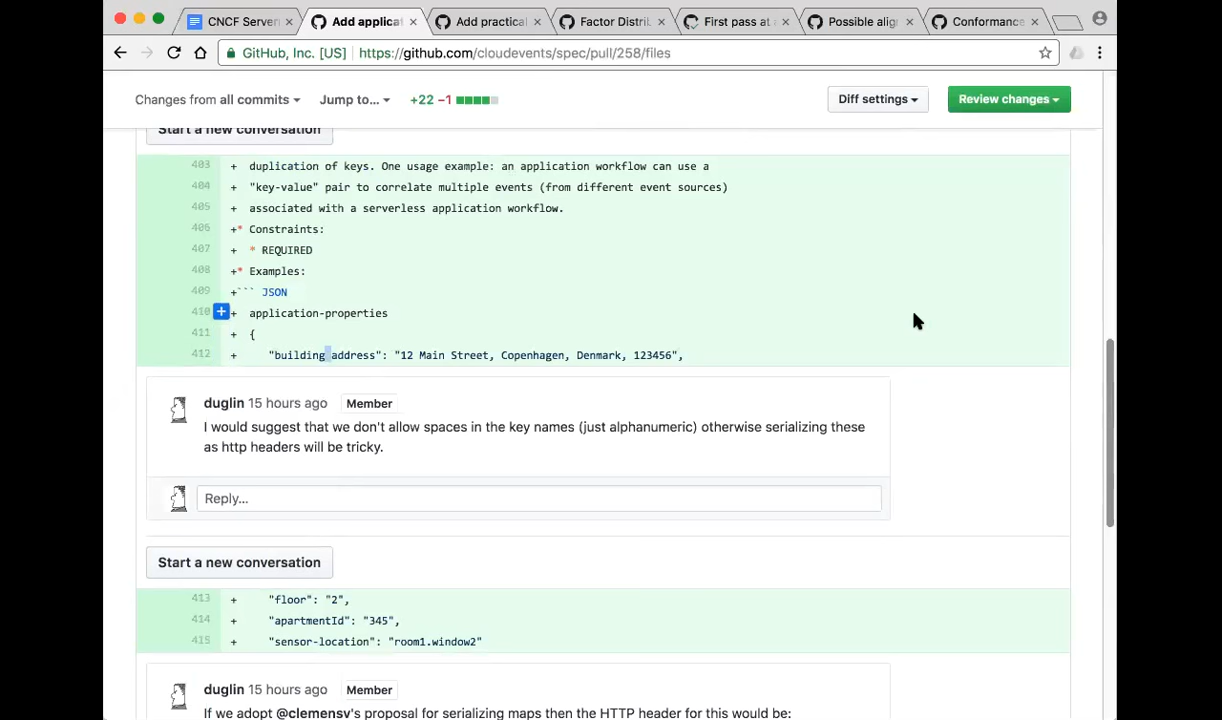 CNCF Server
Add applicat
Add practical
Factor Distrib
First pass at
Possible align
Conformance
GitHub, Inc. [US]
https://github.com/cloudevents/spec/pull/258/files
Changes from all commits
Jump to...
+22 −1
Diff settings
Review changes
Start a new conversation
403 + duplication of keys. One usage example: an application workflow can use a
404 + "key-value" pair to correlate multiple events (from different event sources)
405 + associated with a serverless application workflow.
406 +* Constraints:
407 + * REQUIRED
408 +* Examples:
409 +``` JSON
410 + application-properties
411 + {
412 + "building address": "12 Main Street, Copenhagen, Denmark, 123456",
duglin 15 hours ago Member
I would suggest that we don't allow spaces in the key names (just alphanumeric) otherwise serializing these
as http headers will be tricky.
Reply...
Start a new conversation
413 + "floor": "2",
414 + "apartmentId": "345",
415 + "sensor-location": "room1.window2"
duglin 15 hours ago Member
If we adopt @clemensv's proposal for serializing maps then the HTTP header for this would be: